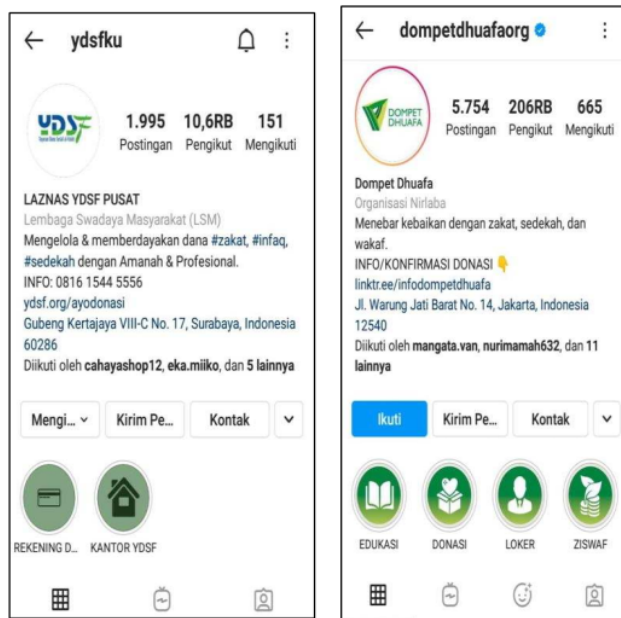 ydsfku
YDSF
1.995 10,6RB 151
Postingan Pengikut Mengikuti
LAZNAS YDSF PUSAT
Lembaga Swadaya Masyarakat (LSM)
Mengelola & memberdayakan dana #zakat, #infaq,
#sedekah dengan Amanah & Profesional.
INFO: 0816 1544 5556
ydsf.org/ayodonasi
Gubeng Kertajaya VIII-C No. 17, Surabaya, Indonesia
60286
Diikuti oleh cahayashop12, eka.miiko, dan 5 lainnya
Mengi... Kirim Pe... Kontak
REKENING D... KANTOR YDSF
dompetdhuafaorg
DOMPET
DHUAFA
5.754 206RB 665
Postingan Pengikut Mengikuti
Dompet Dhuafa
Organisasi Nirlaba
Menebar kebaikan dengan zakat, sedekah, dan
wakaf.
INFO/KONFIRMASI DONASI 👇
linktr.ee/infodompetdhuafa
Jl. Warung Jati Barat No. 14, Jakarta, Indonesia
12540
Diikuti oleh mangata.van, nurimamah632, dan 11
lainnya
Ikuti Kirim Pe... Kontak
EDUKASI DONASI LOKER ZISWAF